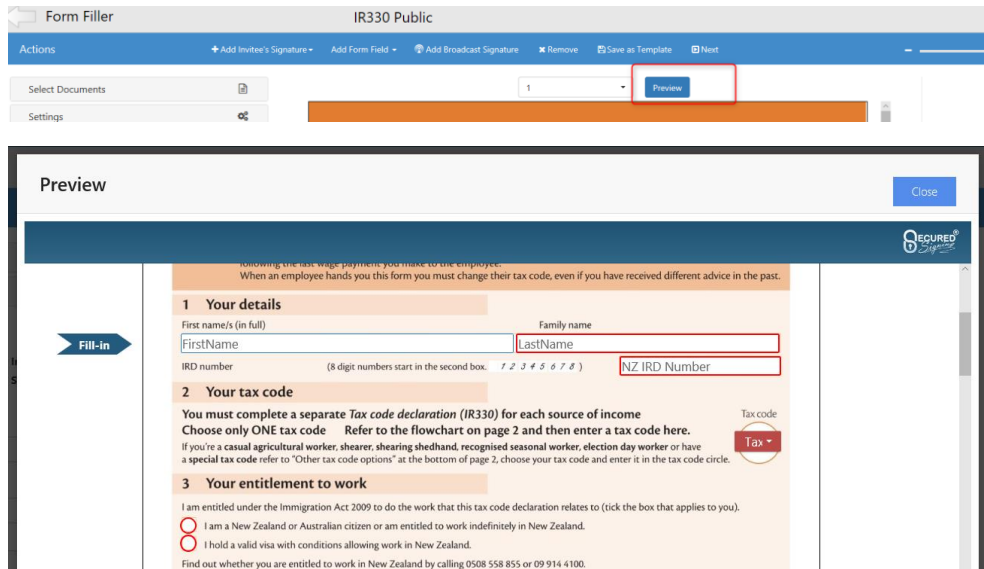 Form Filler
IR330 Public
Actions
Add Invitee's Signature
Add Form Field
Add Broadcast Signature
Remove
Save as Template
Next
Select Documents
1
Preview
Settings
Preview
Close
SECURED
Signing
following the last wage payment you make to the employee.
When an employee hands you this form you must change their tax code, even if you have received different advice in the past.
1 Your details
First name/s (in full)
Family name
Fill-in
FirstName
LastName
IRD number
(8 digit numbers start in the second box. 1 2 3 4 5 6 7 8 )
NZ IRD Number
2 Your tax code
You must complete a separate Tax code declaration (IR330) for each source of income
Tax code
Choose only ONE tax code Refer to the flowchart on page 2 and then enter a tax code here.
Tax
If you're a casual agricultural worker, shearer, shearing shedhand, recognised seasonal worker, election day worker or have
a special tax code refer to "Other tax code options" at the bottom of page 2, choose your tax code and enter it in the tax code circle.
3 Your entitlement to work
I am entitled under the Immigration Act 2009 to do the work that this tax code declaration relates to (tick the box that applies to you).
I am a New Zealand or Australian citizen or am entitled to work indefinitely in New Zealand.
I hold a valid visa with conditions allowing work in New Zealand.
Find out whether you are entitled to work in New Zealand by calling 0508 558 855 or 09 914 4100.